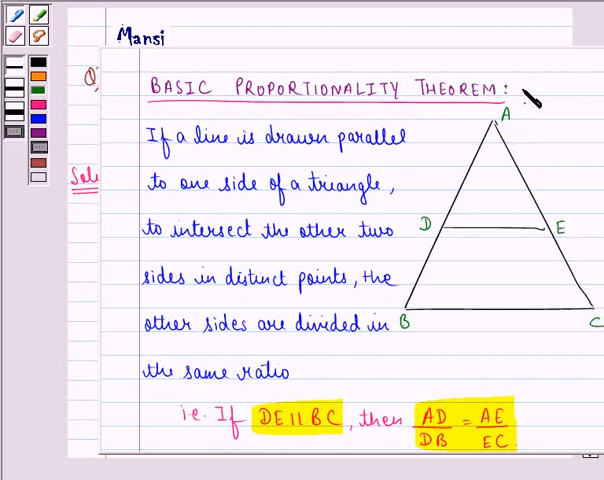 Mansi
Q
BASIC PROPORTIONALITY THEOREM:
A
If a line is drawn parallel
Sol
to one side of a triangle,
to intersect the other two
D E
sides in distinct points, the
other sides are divided in
B C
the same ratio
i.e. If DE || BC, then AD/DB = AE/EC.